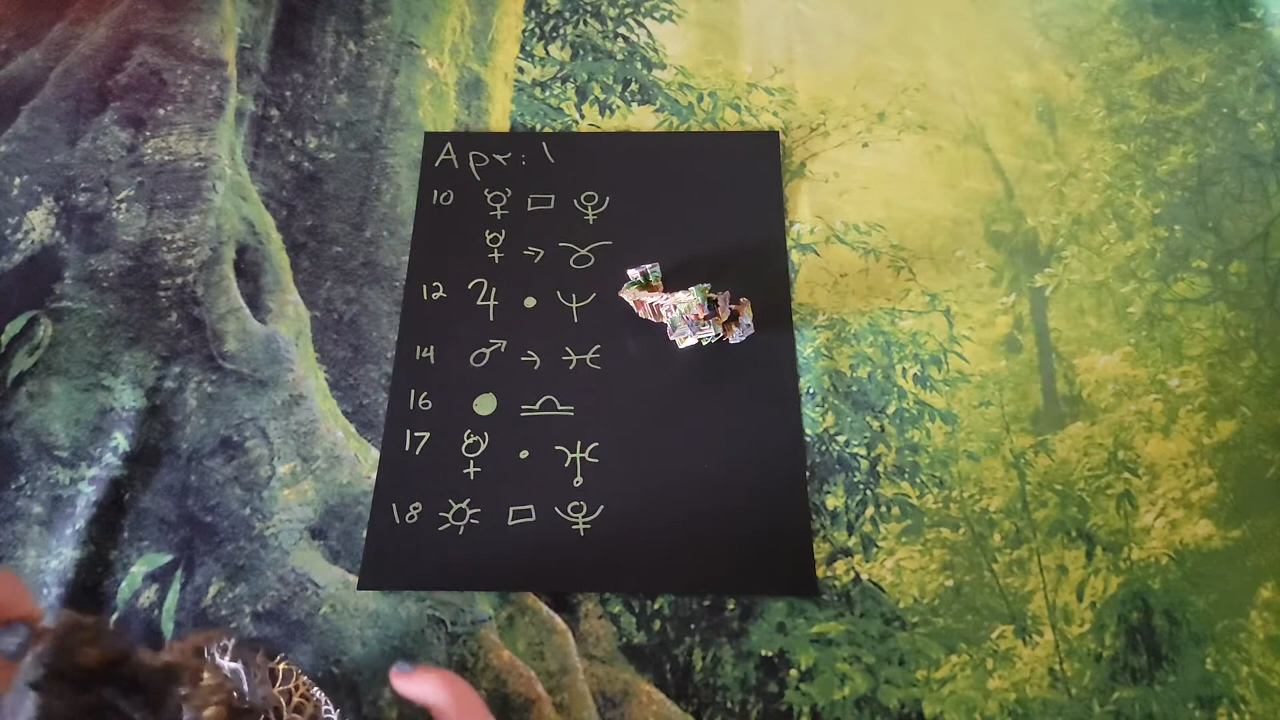 April
10 ☿ □ ♇
☿ → ♉
12 ♃ • ♆
14 ♂ → ♓
16 ● ♎
17 ☿ • ♅
18 ☼ □ ♇